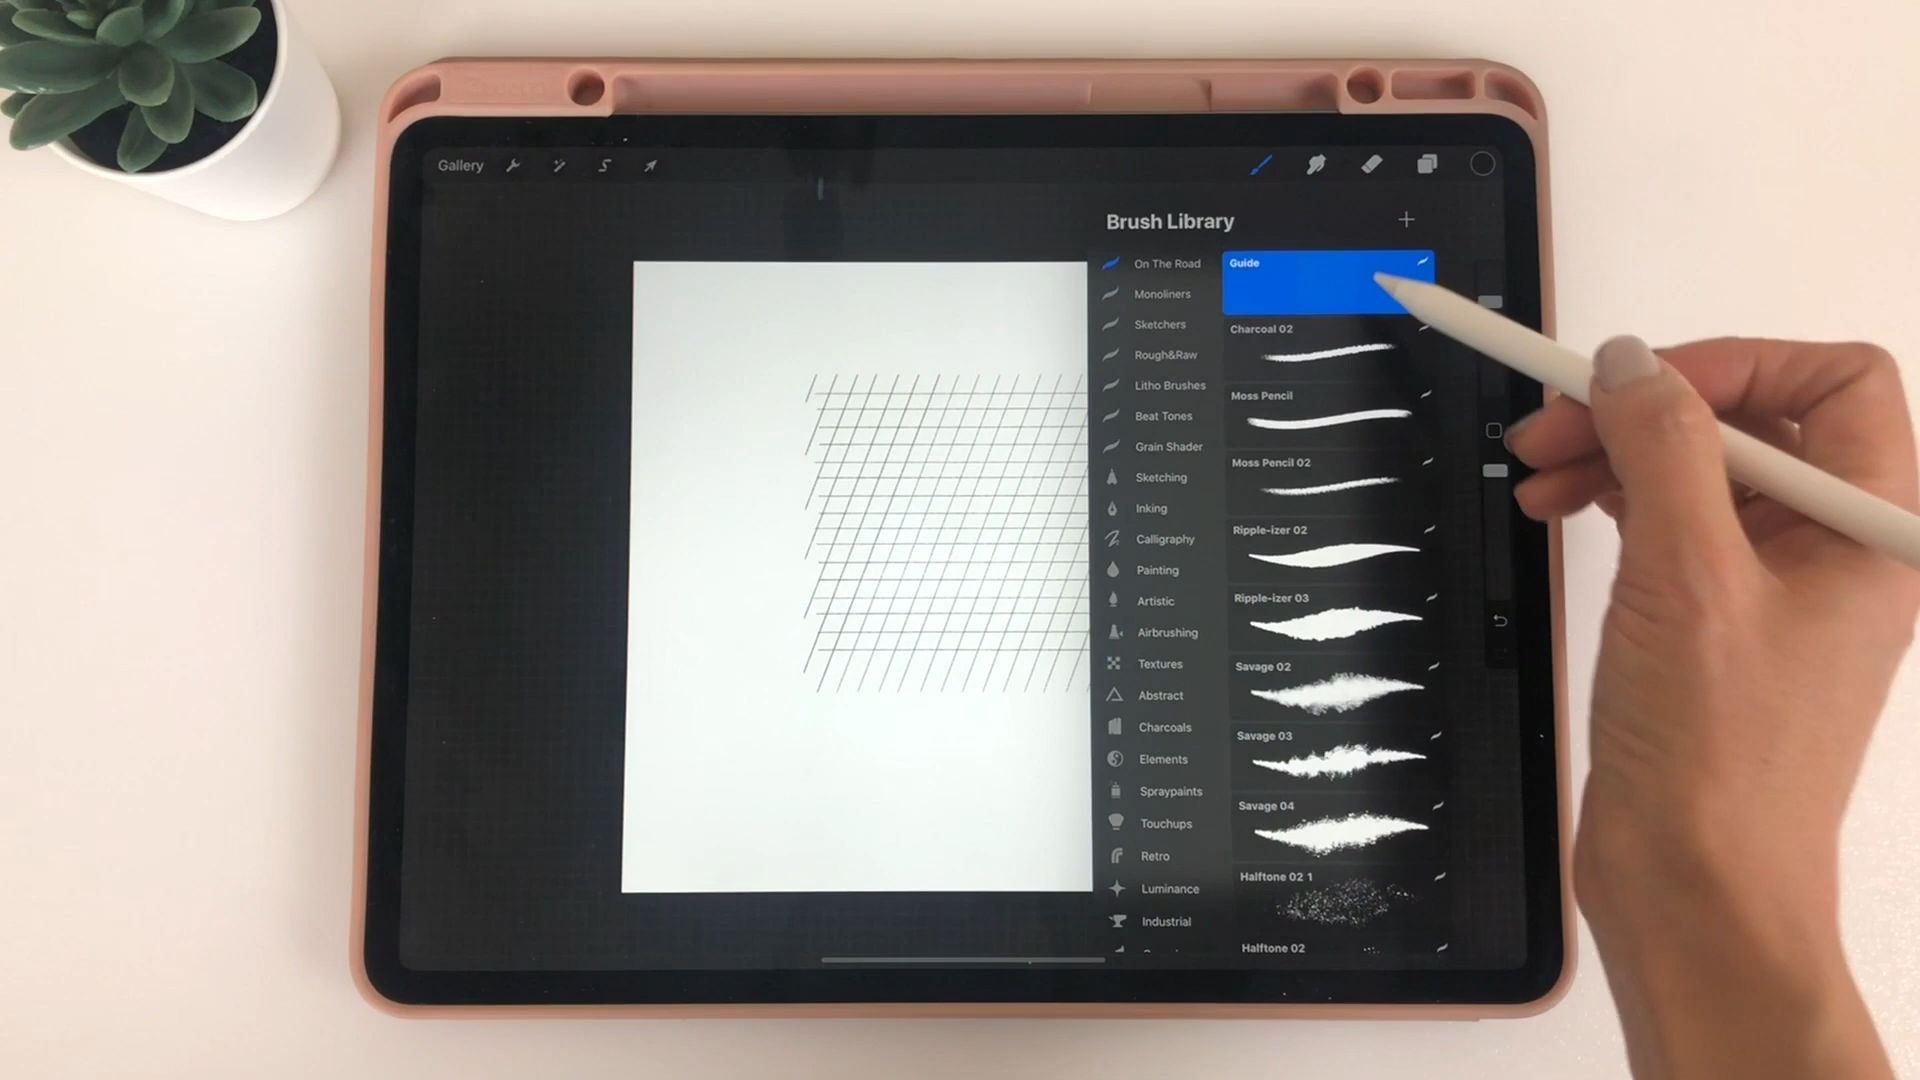 Gallery
Brush Library
On The Road
Monoliners
Sketchers
Rough&Raw
Litho Brushes
Beat Tones
Grain Shader
Sketching
Inking
Calligraphy
Painting
Artistic
Airbrushing
Textures
Abstract
Charcoals
Elements
Spraypaints
Touchups
Retro
Luminance
Industrial
Guide
Charcoal 02
Moss Pencil
Moss Pencil 02
Ripple-izer 02
Ripple-izer 03
Savage 02
Savage 03
Savage 04
Halftone 02 1
Halftone 02